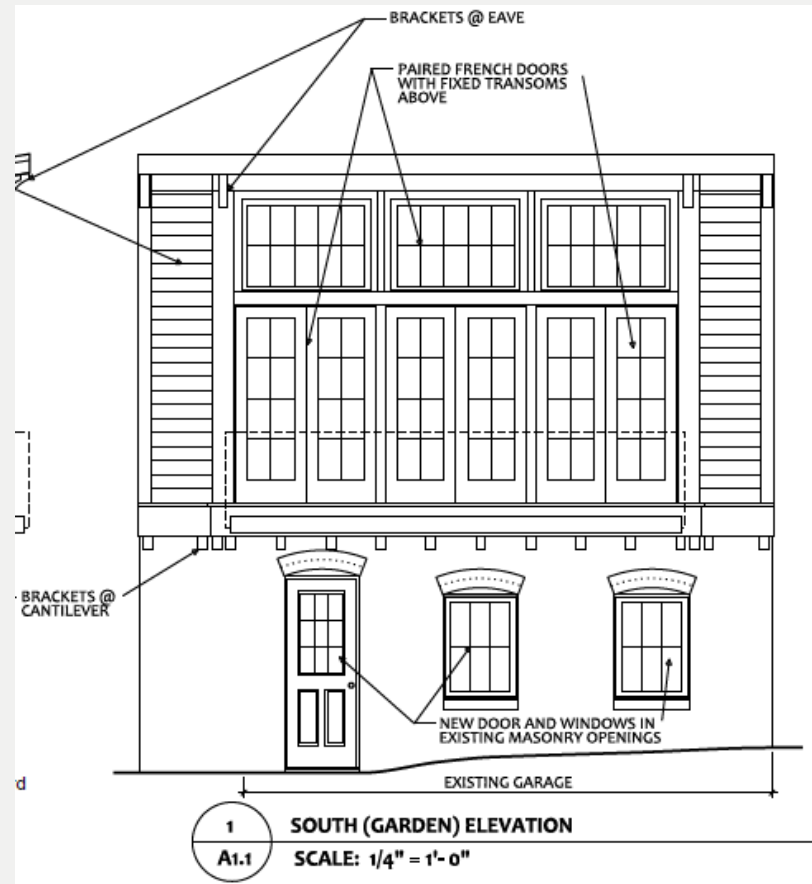 BRACKETS @ EAVE
PAIRED FRENCH DOORS
WITH FIXED TRANSOMS
ABOVE
BRACKETS @
CANTILEVER
NEW DOOR AND WINDOWS IN
EXISTING MASONRY OPENINGS
rd
EXISTING GARAGE
1
SOUTH (GARDEN) ELEVATION
A1.1
SCALE: 1/4" = 1'- 0"